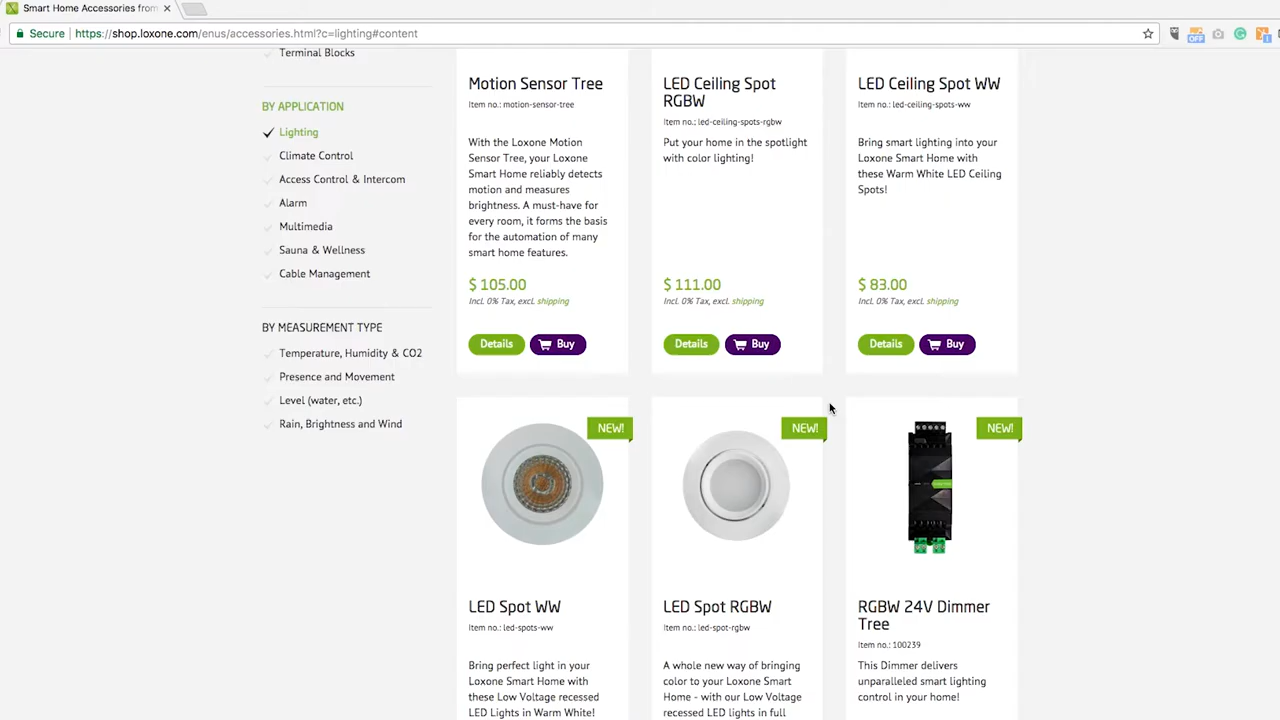 Smart Home Accessories from
Secure
https://shop.loxone.com/enus/accessories.html?c=lighting#content
OFF
Terminal Blocks
BY APPLICATION
Lighting
Climate Control
Access Control & Intercom
Alarm
Multimedia
Sauna & Wellness
Cable Management
BY MEASUREMENT TYPE
Temperature, Humidity & CO2
Presence and Movement
Level (water, etc.)
Rain, Brightness and Wind
Motion Sensor Tree
Item no.: motion-sensor-tree
With the Loxone Motion
Sensor Tree, your Loxone
Smart Home reliably detects
motion and measures
brightness. A must-have for
every room, it forms the basis
for the automation of many
smart home features.
$ 105.00
Incl. 0% Tax, excl. shipping
Details
Buy
LED Ceiling Spot
RGBW
Item no.: led-ceiling-spots-rgbw
Put your home in the spotlight
with color lighting!
$ 111.00
Incl. 0% Tax, excl. shipping
Details
Buy
LED Ceiling Spot WW
Item no.: led-ceiling-spots-ww
Bring smart lighting into your
Loxone Smart Home with
these Warm White LED Ceiling
Spots!
$ 83.00
Incl. 0% Tax, excl. shipping
Details
Buy
NEW!
LED Spot WW
Item no.: led-spots-ww
Bring perfect light in your
Loxone Smart Home with
these Low Voltage recessed
LED Lights in Warm White!
NEW!
LED Spot RGBW
Item no.: led-spot-rgbw
A whole new way of bringing
color to your Loxone Smart
Home - with our Low Voltage
recessed LED lights in full
NEW!
RGBW 24V Dimmer
Tree
Item no.: 100239
This Dimmer delivers
unparalleled smart lighting
control in your home!